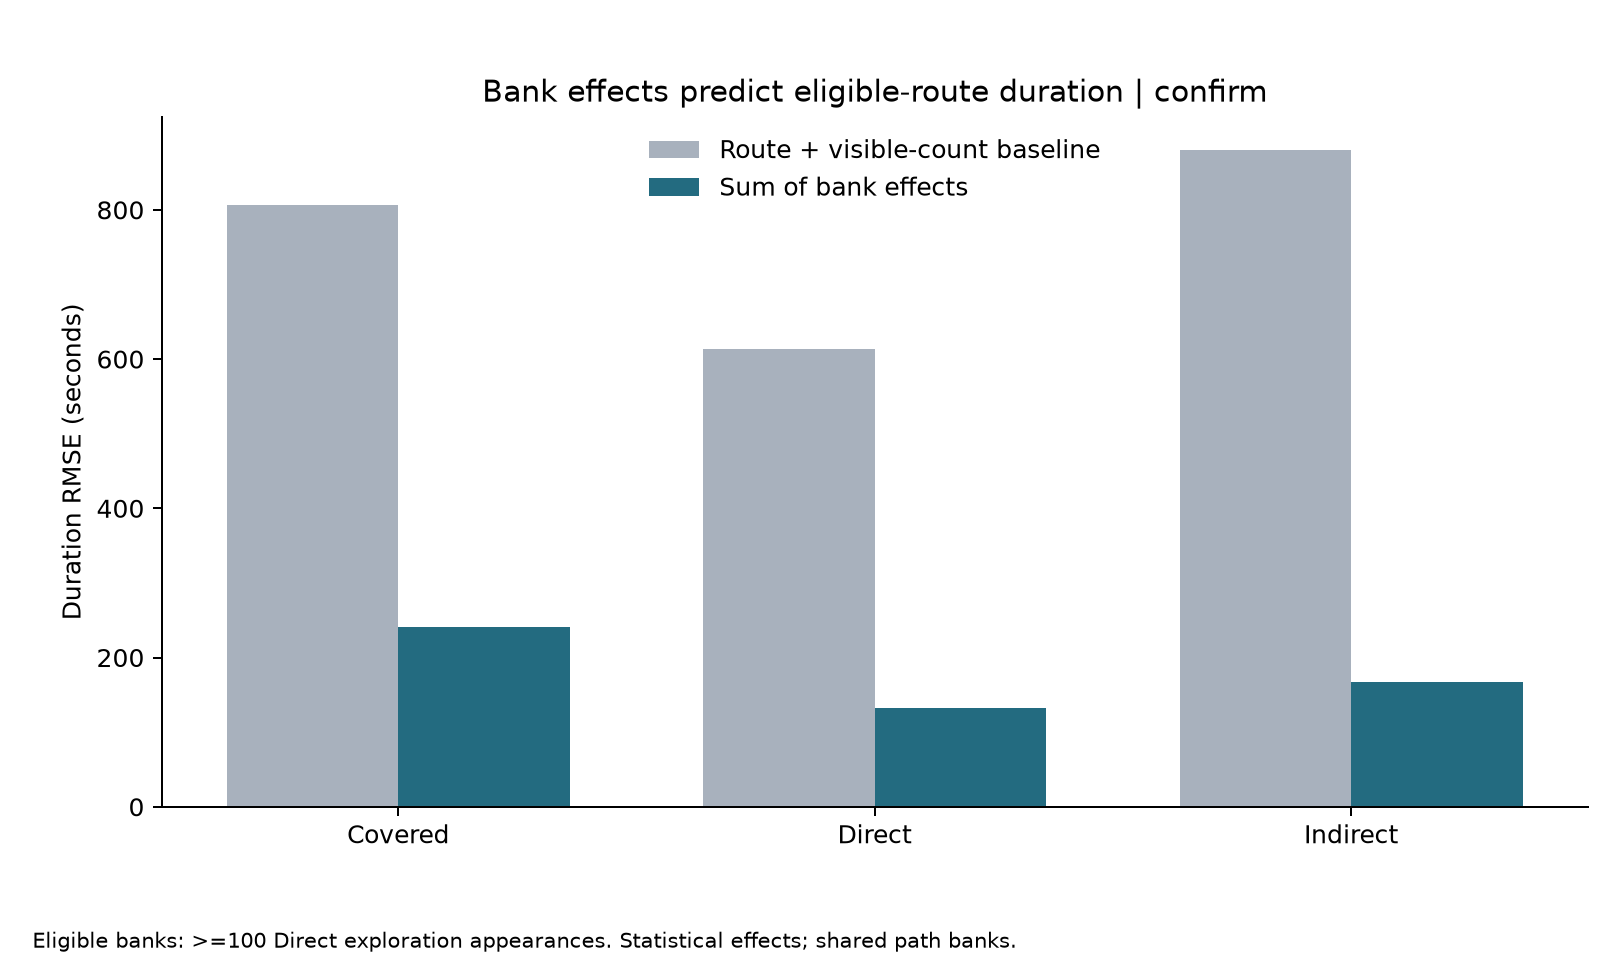 Bank effects predict eligible-route duration | confirm
Route + visible-count baseline
Sum of bank effects
Duration RMSE (seconds)
800
600
400
200
0
Covered
Direct
Indirect
Eligible banks: >=100 Direct exploration appearances. Statistical effects; shared path banks.